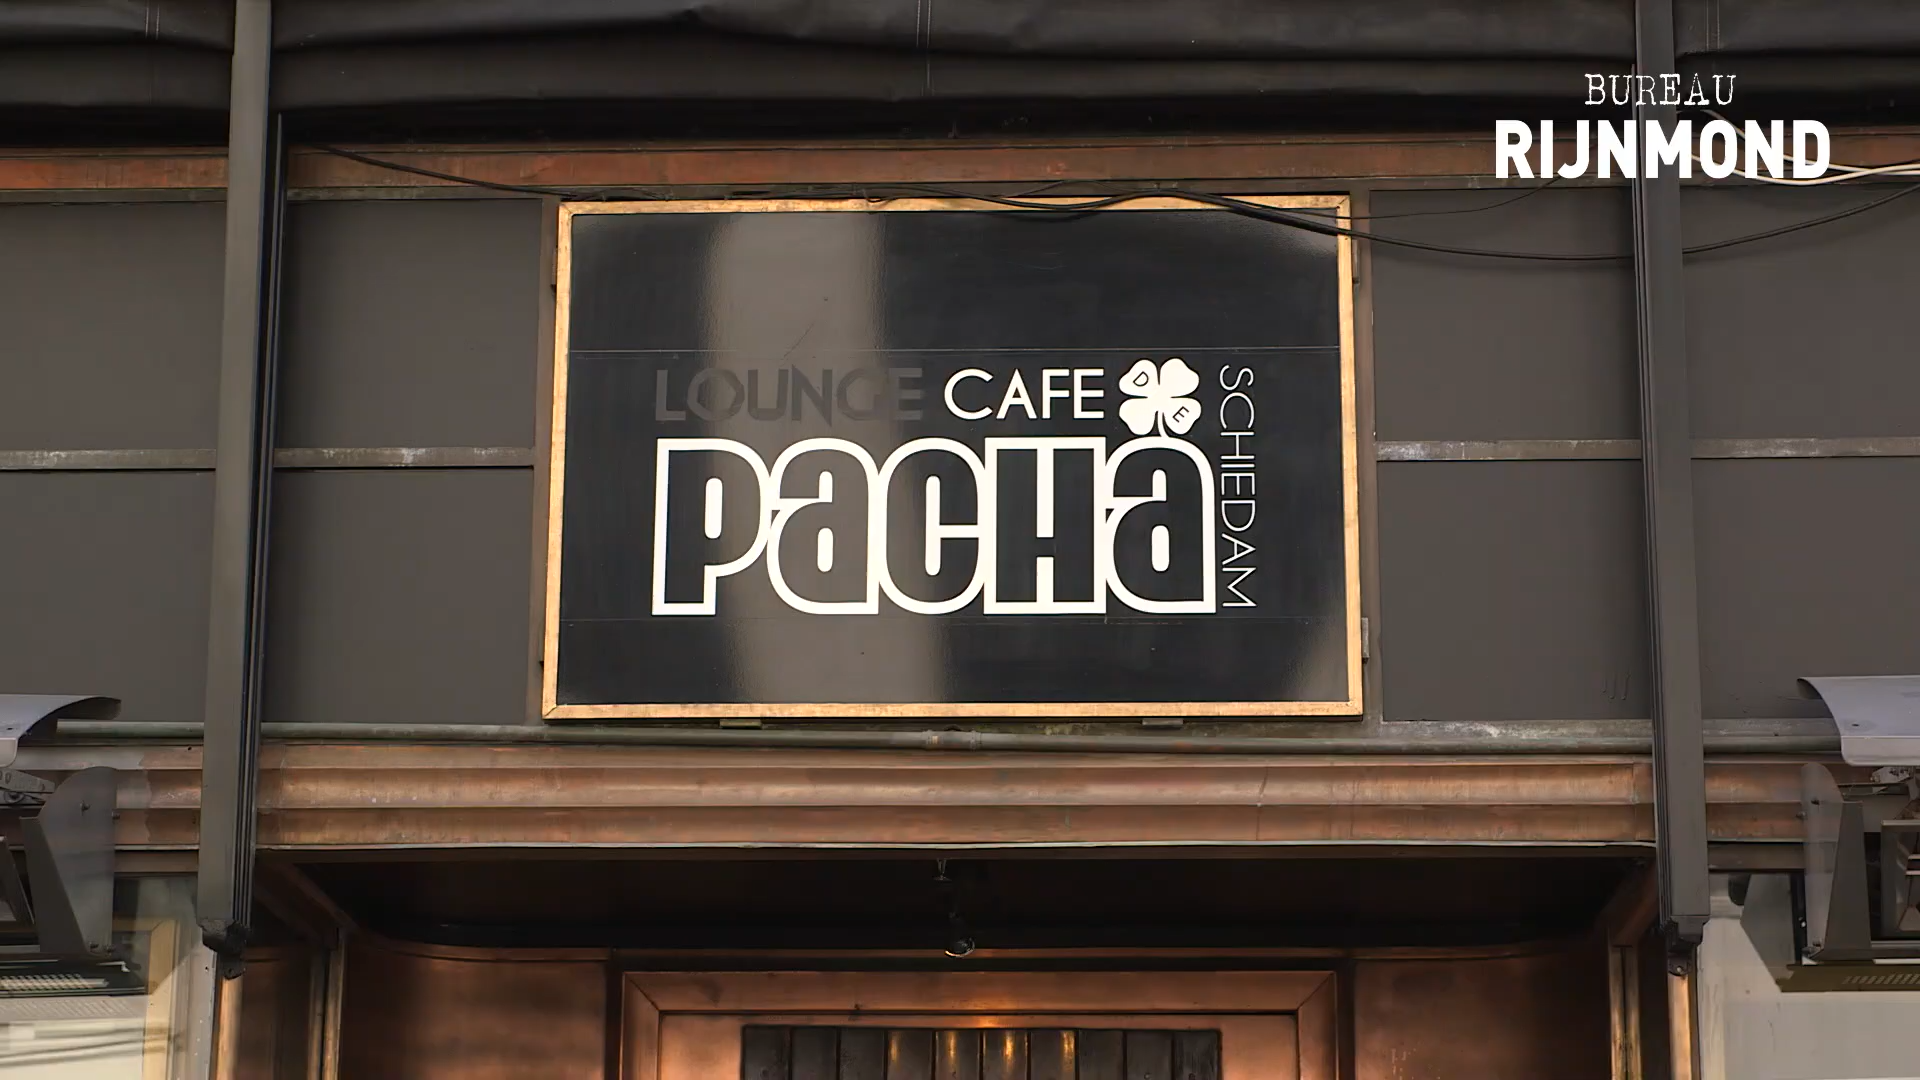 BUREAU
RIJNMOND
LOUNGE CAFE
DE
PACHA
SCHIEDAM